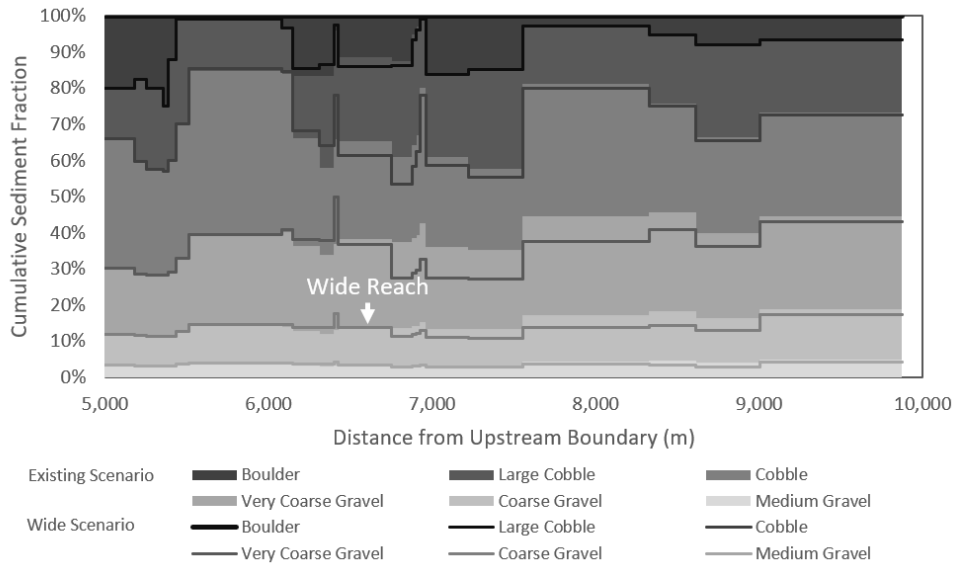 100%
90%
80%
70%
60%
50%
40%
30%
20%
10%
0%
Cumulative Sediment Fraction
Wide Reach
5,000 6,000 7,000 8,000 9,000 10,000
Distance from Upstream Boundary (m)
Existing Scenario Boulder Large Cobble Cobble
Very Coarse Gravel Coarse Gravel Medium Gravel
Wide Scenario Boulder Large Cobble Cobble
Very Coarse Gravel Coarse Gravel Medium Gravel